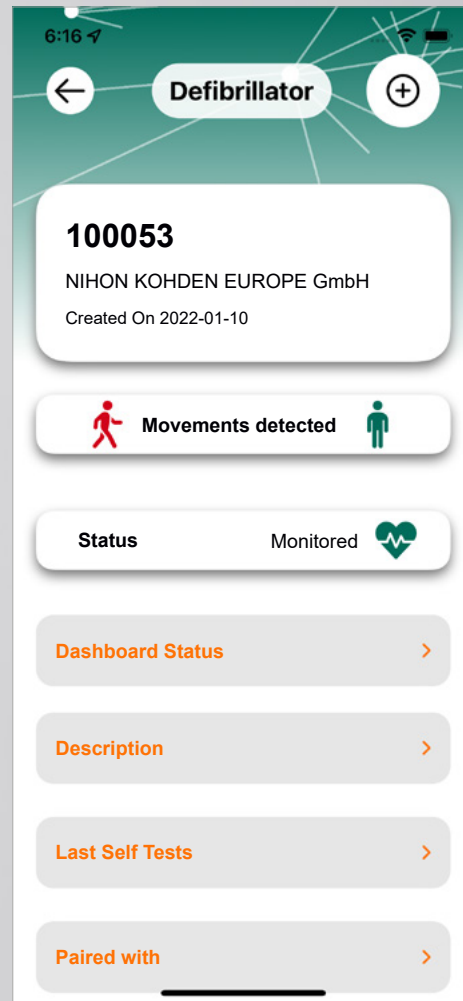 6:16
Defibrillator
100053
NIHON KOHDEN EUROPE GmbH
Created On 2022-01-10
Movements detected
Status Monitored
Dashboard Status
Description
Last Self Tests
Paired with